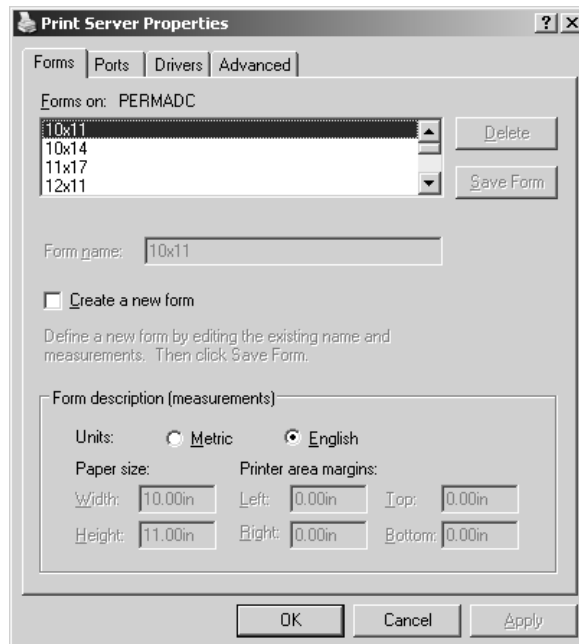 Print Server Properties
Forms Ports Drivers Advanced
Forms on: PERMADC
10x11
10x14
11x17
12x11
Delete
Save Form
Form name: 10x11
Create a new form
Define a new form by editing the existing name and
measurements. Then click Save Form.
Form description (measurements)
Units: Metric English
Paper size: Printer area margins:
Width: 10.00in Left: 0.00in Top: 0.00in
Height: 11.00in Right: 0.00in Bottom: 0.00in
OK Cancel Apply